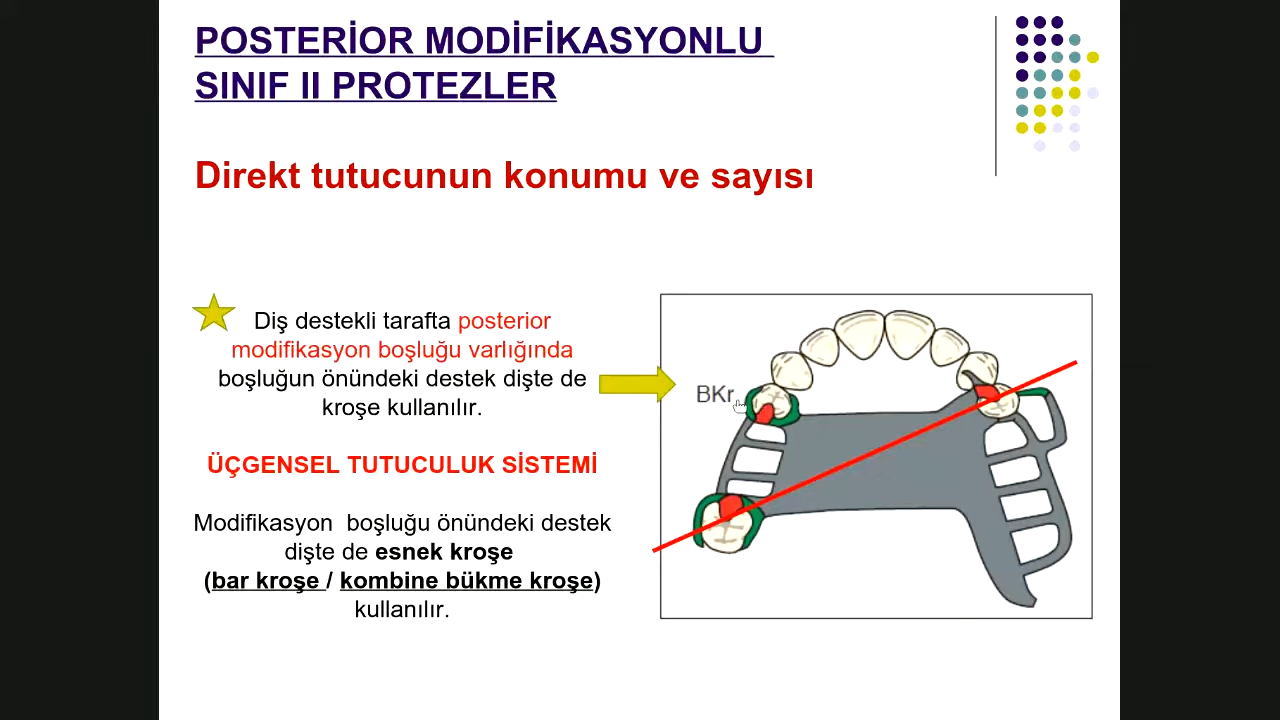 POSTERİOR MODİFİKASYONLU
SINIF II PROTEZLER
Direkt tutucunun konumu ve sayısı
Diş destekli tarafta posterior
modifikasyon boşluğu varlığında
boşluğun önündeki destek dişte de
kroşe kullanılır.
ÜÇGENSEL TUTUCULUK SİSTEMİ
Modifikasyon boşluğu önündeki destek
dişte de esnek kroşe
(bar kroşe / kombine bükme kroşe)
kullanılır.
BKr